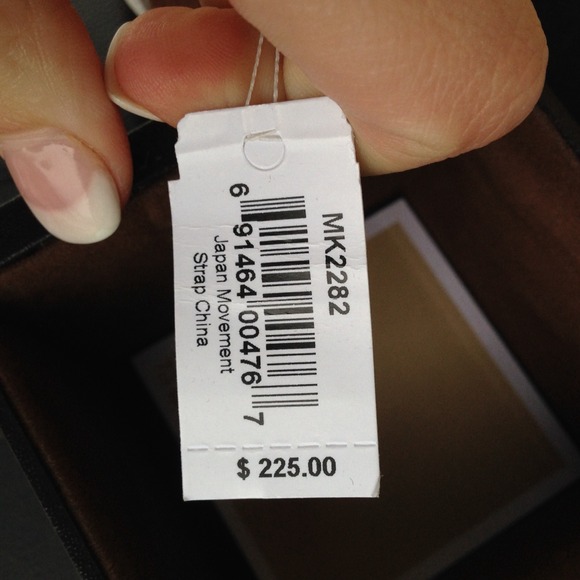 MK2282
6 91464 00476 7
Japan Movement
Strap China
$ 225.00